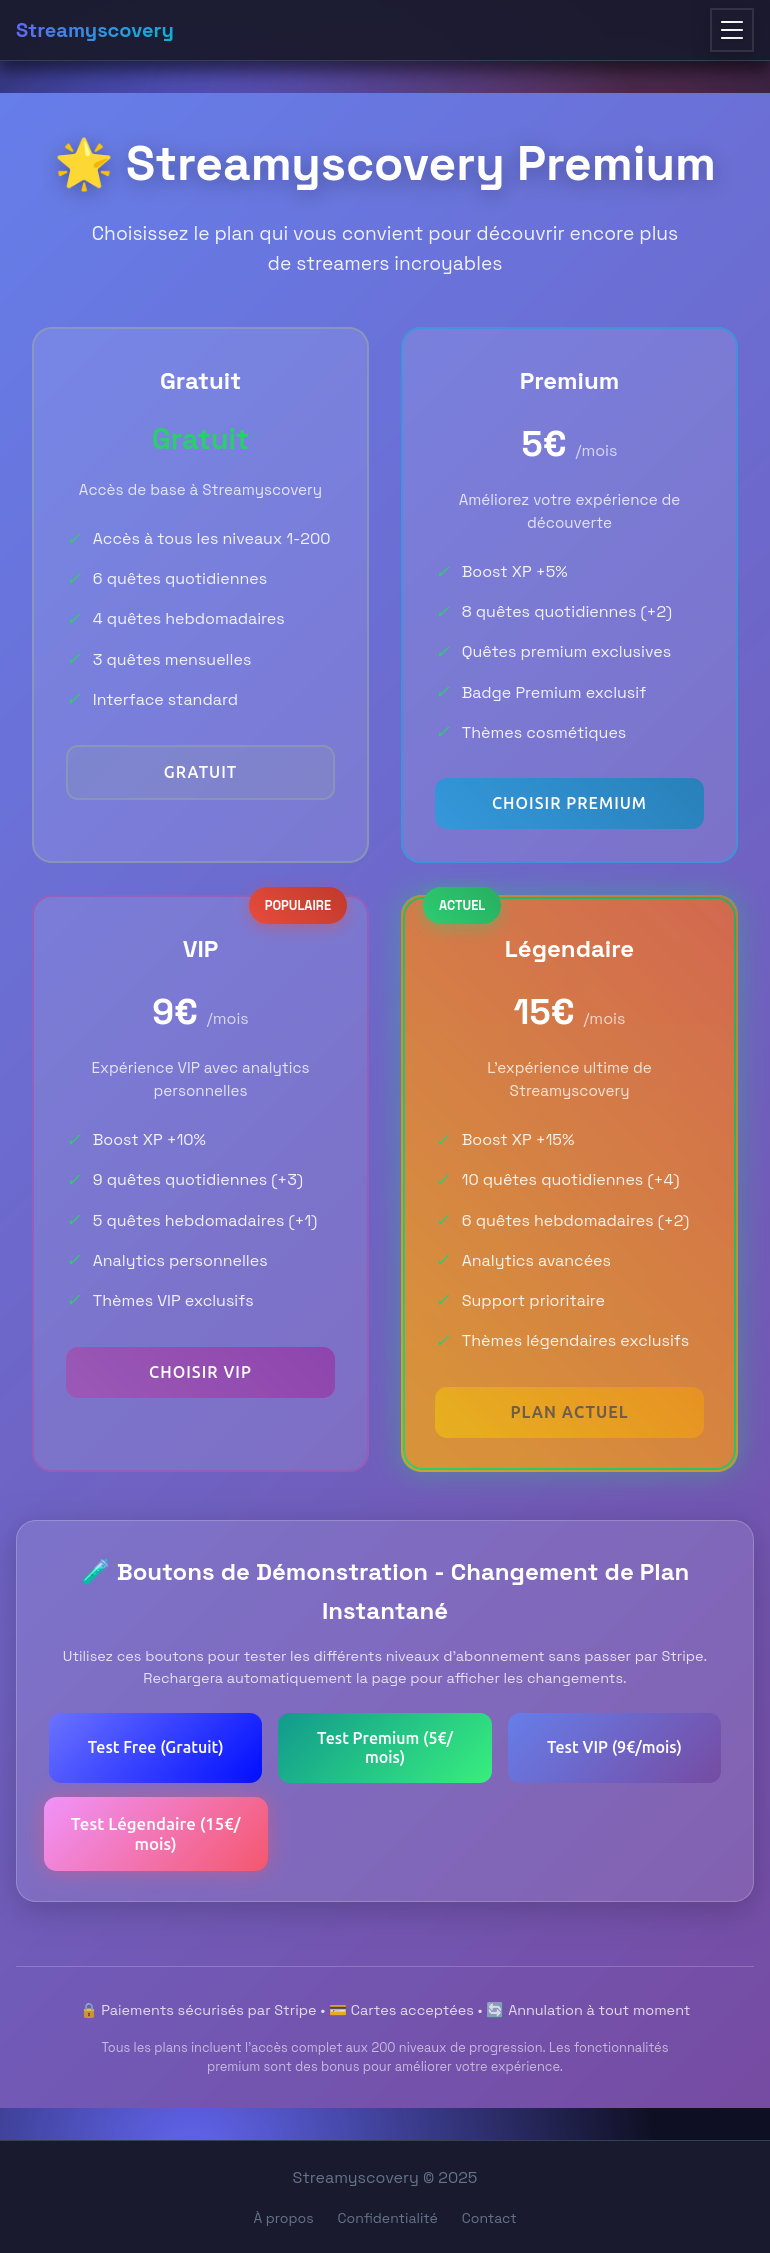 Streamyscovery
🌟 Streamyscovery Premium
Choisissez le plan qui vous convient pour découvrir encore plus
de streamers incroyables
Gratuit
Gratuit
Accès de base à Streamyscovery
✓ Accès à tous les niveaux 1-200
✓ 6 quêtes quotidiennes
✓ 4 quêtes hebdomadaires
✓ 3 quêtes mensuelles
✓ Interface standard
GRATUIT
Premium
5€ /mois
Améliorez votre expérience de
découverte
✓ Boost XP +5%
✓ 8 quêtes quotidiennes (+2)
✓ Quêtes premium exclusives
✓ Badge Premium exclusif
✓ Thèmes cosmétiques
CHOISIR PREMIUM
POPULAIRE
VIP
9€ /mois
Expérience VIP avec analytics
personnelles
✓ Boost XP +10%
✓ 9 quêtes quotidiennes (+3)
✓ 5 quêtes hebdomadaires (+1)
✓ Analytics personnelles
✓ Thèmes VIP exclusifs
CHOISIR VIP
ACTUEL
Légendaire
15€ /mois
L'expérience ultime de
Streamyscovery
✓ Boost XP +15%
✓ 10 quêtes quotidiennes (+4)
✓ 6 quêtes hebdomadaires (+2)
✓ Analytics avancées
✓ Support prioritaire
✓ Thèmes légendaires exclusifs
PLAN ACTUEL
🧪 Boutons de Démonstration - Changement de Plan
Instantané
Utilisez ces boutons pour tester les différents niveaux d'abonnement sans passer par Stripe.
Rechargera automatiquement la page pour afficher les changements.
Test Free (Gratuit)
Test Premium (5€/
mois)
Test VIP (9€/mois)
Test Légendaire (15€/
mois)
🔒 Paiements sécurisés par Stripe • 💳 Cartes acceptées • 🔄 Annulation à tout moment
Tous les plans incluent l'accès complet aux 200 niveaux de progression. Les fonctionnalités
premium sont des bonus pour améliorer votre expérience.
Streamyscovery © 2025
À propos Confidentialité Contact